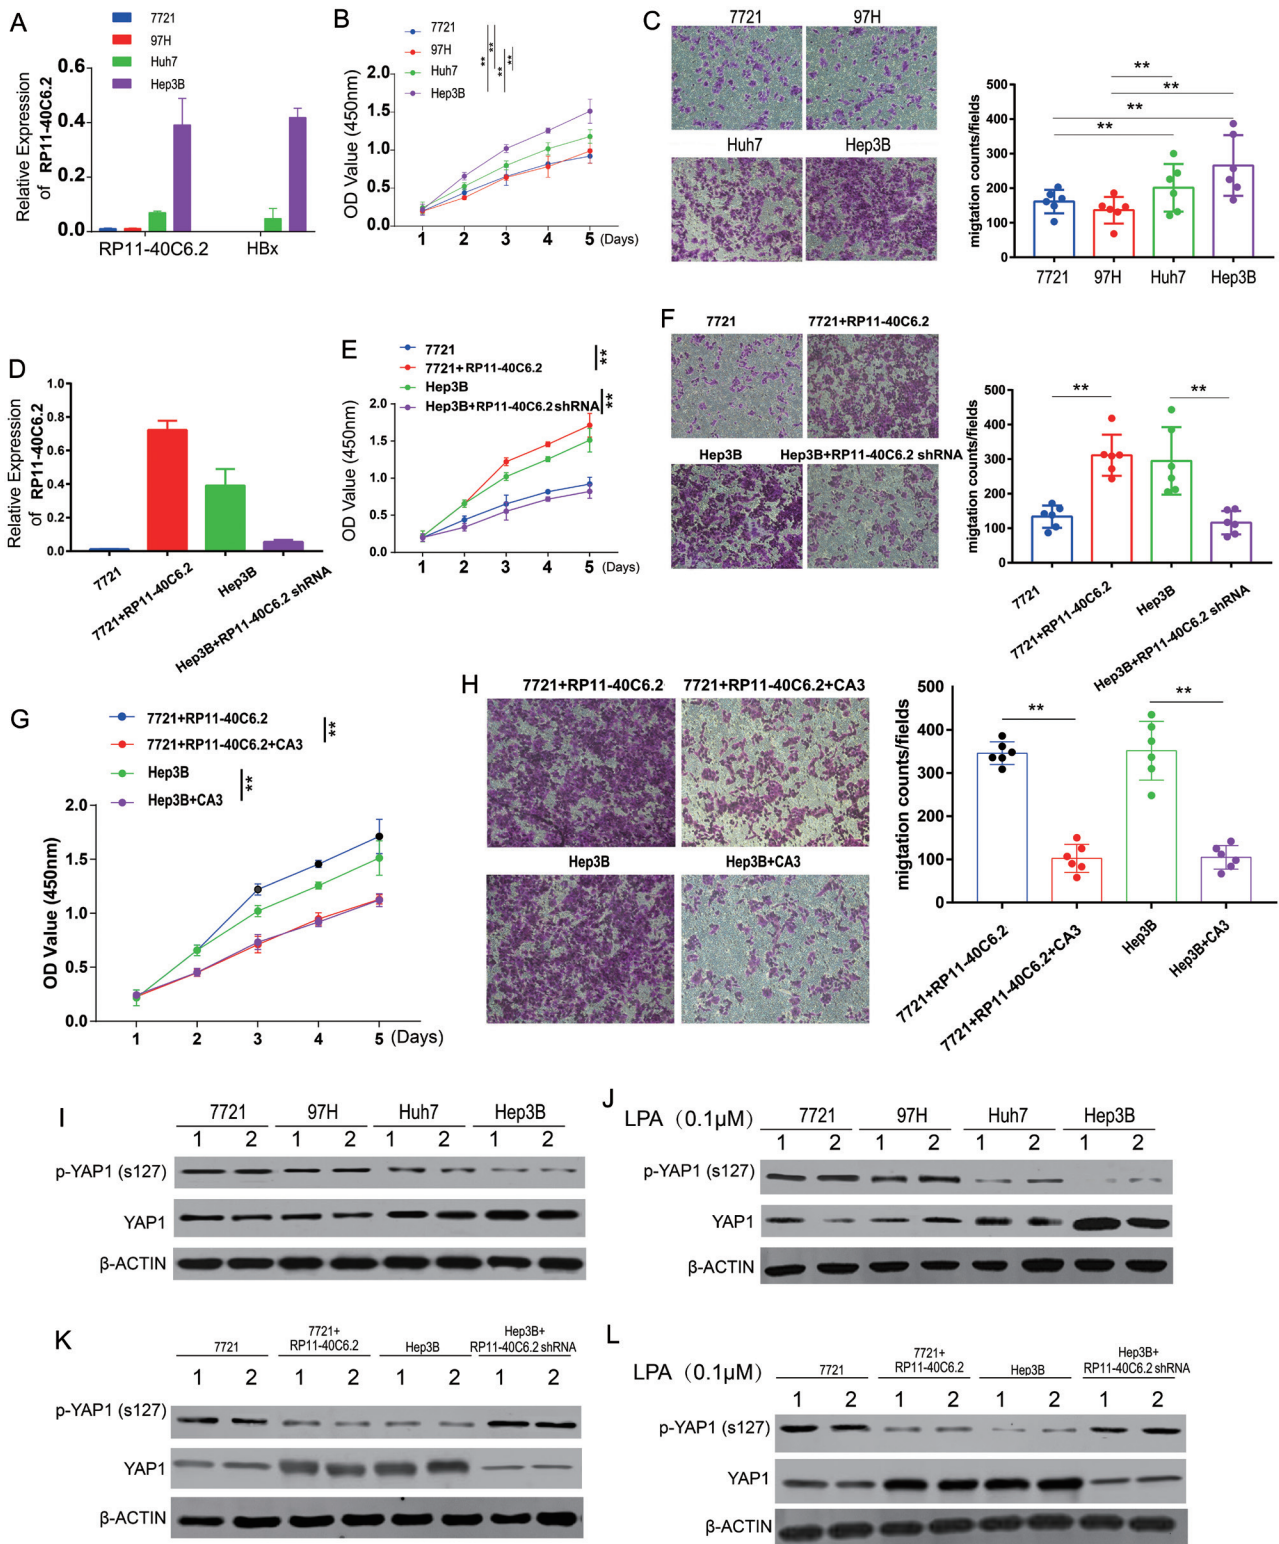 A
7721
97H
Huh7
Hep3B
Relative Expression
of RP11-40C6.2
0.6
0.4
0.2
0.0
RP11-40C6.2
HBx
B
7721
97H
Huh7
Hep3B
**
**
**
**
OD Value (450nm)
2.0
1.5
1.0
0.5
0.0
1 2 3 4 5 (Days)
C
7721
97H
Huh7
Hep3B
migtation counts/fields
500
400
300
200
100
0
**
**
**
**
7721 97H Huh7 Hep3B
D
Relative Expression
of RP11-40C6.2
1.0
0.8
0.6
0.4
0.2
0.0
7721
7721+RP11-40C6.2
Hep3B
Hep3B+RP11-40C6.2 shRNA
E
7721
7721+RP11-40C6.2
Hep3B
Hep3B+RP11-40C6.2 shRNA
**
**
OD Value (450nm)
2.0
1.5
1.0
0.5
0.0
1 2 3 4 5 (Days)
F
7721
7721+RP11-40C6.2
Hep3B
Hep3B+RP11-40C6.2 shRNA
migtation counts/fields
500
400
300
200
100
0
**
**
7721
7721+RP11-40C6.2
Hep3B
Hep3B+RP11-40C6.2 shRNA
G
7721+RP11-40C6.2
7721+RP11-40C6.2+CA3
Hep3B
Hep3B+CA3
**
**
OD Value (450nm)
2.0
1.5
1.0
0.5
0.0
1 2 3 4 5 (Days)
H
7721+RP11-40C6.2
7721+RP11-40C6.2+CA3
Hep3B
Hep3B+CA3
migtation counts/fields
500
400
300
200
100
0
**
**
7721+RP11-40C6.2
7721+RP11-40C6.2+CA3
Hep3B
Hep3B+CA3
I
7721 97H Huh7 Hep3B
1 2 1 2 1 2 1 2
p-YAP1 (s127)
YAP1
β-ACTIN
J
LPA（0.1μM）
7721 97H Huh7 Hep3B
1 2 1 2 1 2 1 2
p-YAP1 (s127)
YAP1
β-ACTIN
K
7721
7721+
RP11-40C6.2
Hep3B
Hep3B+
RP11-40C6.2 shRNA
1 2 1 2 1 2 1 2
p-YAP1 (s127)
YAP1
β-ACTIN
L
LPA（0.1μM）
7721
7721+
RP11-40C6.2
Hep3B
Hep3B+
RP11-40C6.2 shRNA
1 2 1 2 1 2 1 2
p-YAP1 (s127)
YAP1
β-ACTIN